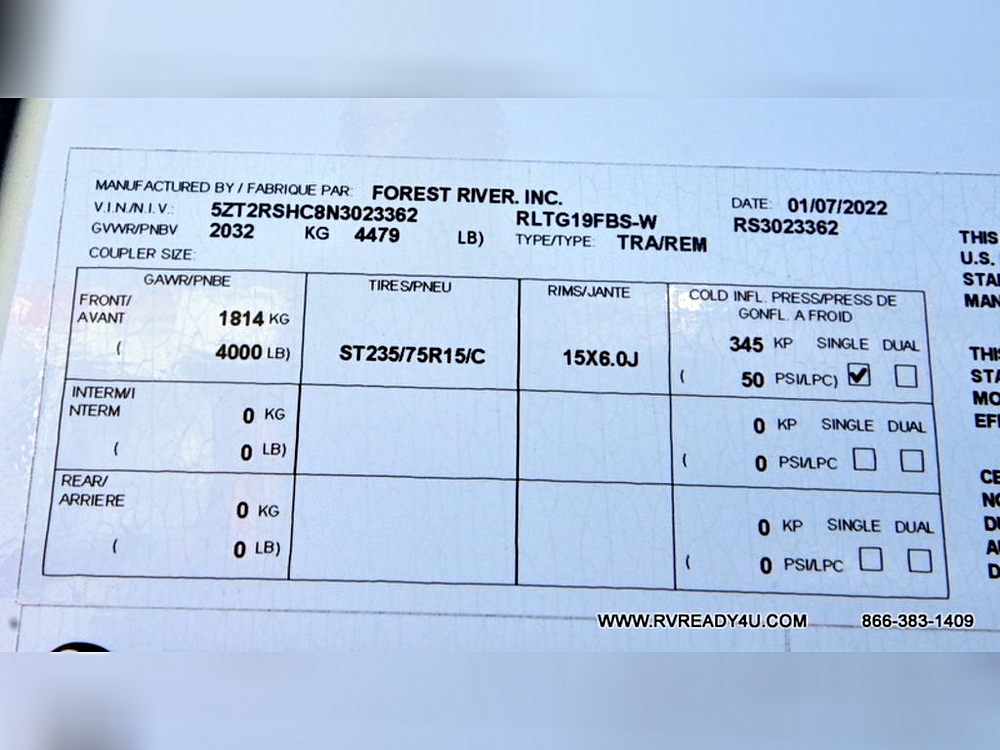 MANUFACTURED BY / FABRIQUE PAR: FOREST RIVER. INC. DATE: 01/07/2022
V.I.N./N.I.V.: 5ZT2RSHC8N3023362 RLTG19FBS-W RS3023362
GVWR/PNBV 2032 KG 4479 LB) TYPE/TYPE: TRA/REM
COUPLER SIZE:
GAWR/PNBE TIRES/PNEU RIMS/JANTE COLD INFL. PRESS/PRESS DE
GONFL. A FROID
FRONT/
AVANT 1814 KG 345 KP SINGLE DUAL
( 4000 LB) ST235/75R15/C 15X6.0J ( 50 PSI/LPC)
INTERM/I
NTERM 0 KG 0 KP SINGLE DUAL
( 0 LB) ( 0 PSI/LPC
REAR/
ARRIERE 0 KG 0 KP SINGLE DUAL
( 0 LB) ( 0 PSI/LPC
THIS
U.S.
MAN
THIS
WWW.RVREADY4U.COM 866-383-1409